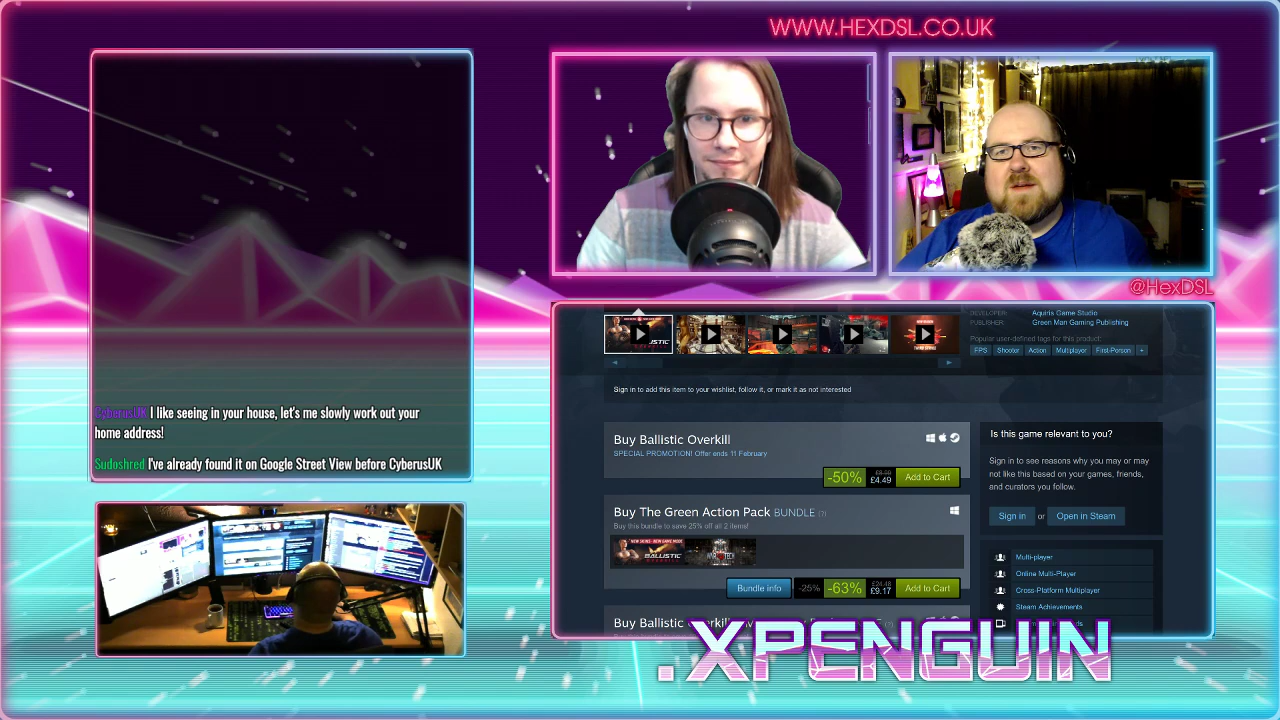 WWW.HEXDSL.CO.UK
CyberusUK I like seeing in your house, let's me slowly work out your
home address!
Sudoshred I've already found it on Google Street View before CyberusUK
@HexDSL
DEVELOPER: Aquiris Game Studio
PUBLISHER: Green Man Gaming Publishing
Popular user-defined tags for this product:
FPS Shooter Action Multiplayer First-Person +
Sign in to add this item to your wishlist, follow it, or mark it as not interested
Buy Ballistic Overkill
SPECIAL PROMOTION! Offer ends 11 February
-50% £8.99 £4.49 Add to Cart
Buy The Green Action Pack BUNDLE (?)
Buy this bundle to save 25% off all 2 items!
BALLISTIC
Bundle info -25% -63% £24.48 £9.17 Add to Cart
Buy Ballistic
Is this game relevant to you?
Sign in to see reasons why you may or
may not like this based on your games, friends,
and curators you follow.
Sign in or Open in Steam
Multi-player
Online Multi-Player
Cross-Platform Multiplayer
Steam Achievements
.XPENGUIN